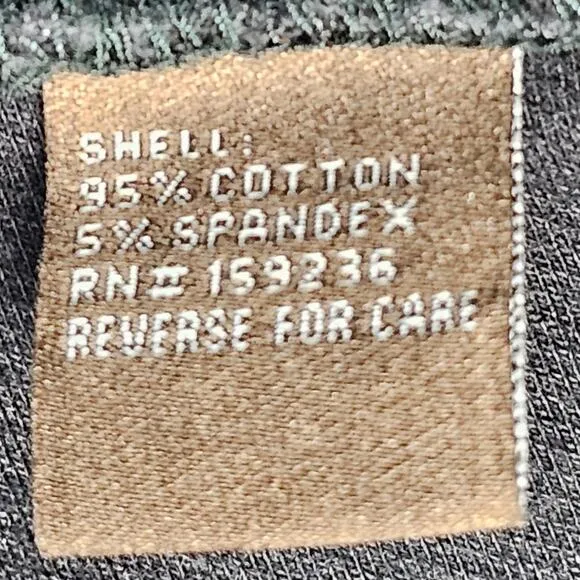 SHELL:
95% COTTON
5% SPANDEX
RN# 159236
REVERSE FOR CARE